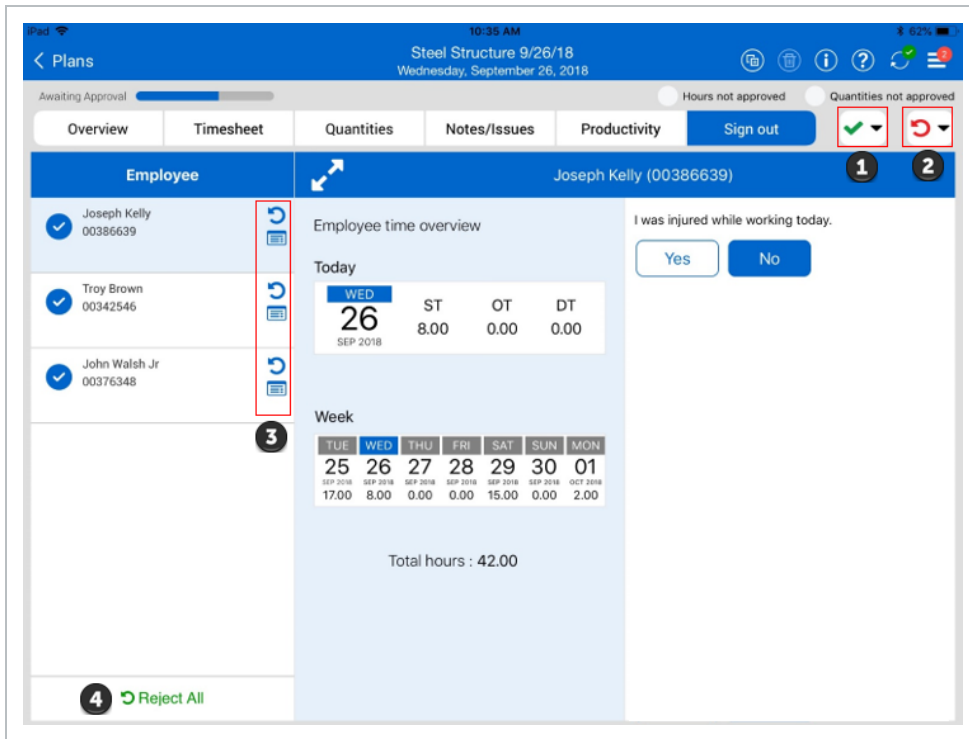 iPad 10:35 AM 62%
Plans Steel Structure 9/26/18
Wednesday, September 26, 2018
Awaiting Approval Hours not approved Quantities not approved
Overview Timesheet Quantities Notes/Issues Productivity Sign out
1 2
Employee Joseph Kelly (00386639)
Joseph Kelly
00386639
Troy Brown
00342546
John Walsh Jr
00376348
3
4 Reject All
Employee time overview
Today
WED
26
SEP 2018
ST OT DT
8.00 0.00 0.00
Week
TUE WED THU FRI SAT SUN MON
25 26 27 28 29 30 01
SEP 2018 SEP 2018 SEP 2018 SEP 2018 SEP 2018 SEP 2018 OCT 2018
17.00 8.00 0.00 0.00 15.00 0.00 2.00
Total hours : 42.00
I was injured while working today.
Yes No